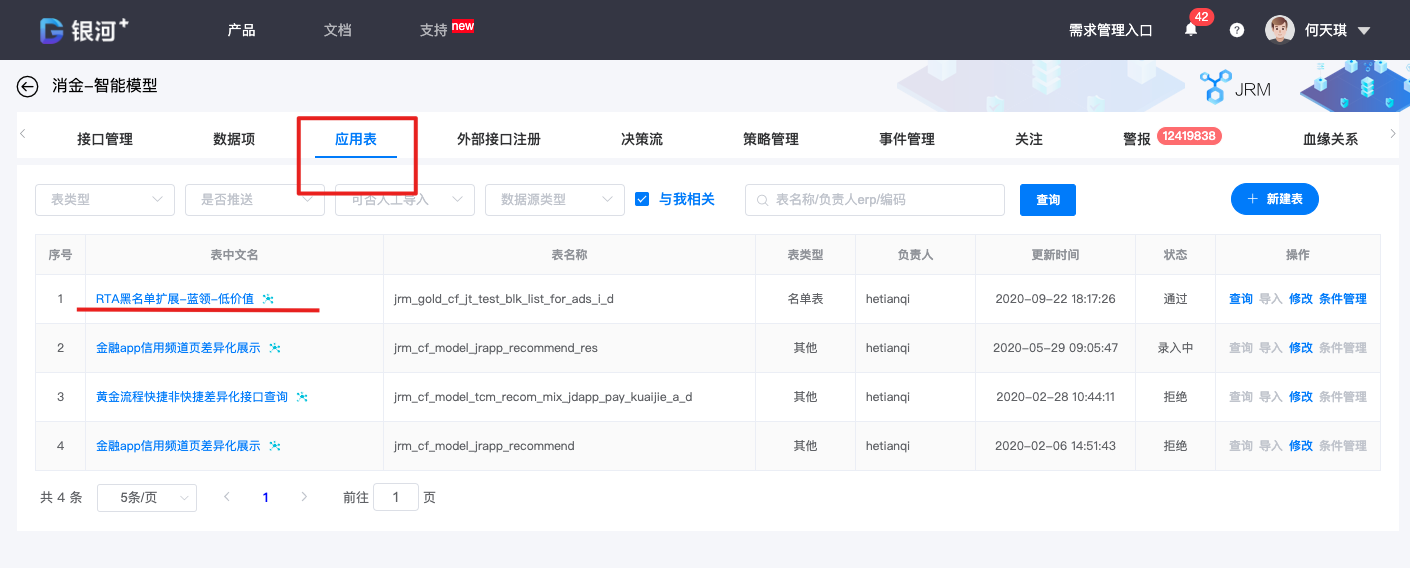 银河+ 产品 文档 支持 new 需求管理入口 42 ? 何天琪
消金-智能模型 JRM
接口管理 数据项 应用表 外部接口注册 决策流 策略管理 事件管理 关注 警报 12419838 血缘关系
表类型 是否推送 可否人工导入 数据源类型 与我相关 表名称/负责人erp/编码 查询 + 新建表
序号 表中文名 表名称 表类型 负责人 更新时间 状态 操作
1 RTA黑名单扩展-蓝领-低价值 jrm_gold_cf_jt_test_blk_list_for_ads_i_d 名单表 hetianqi 2020-09-22 18:17:26 通过 查询 导入 修改 条件管理
2 金融app信用频道页差异化展示 jrm_cf_model_jrapp_recommend_res 其他 hetianqi 2020-05-29 09:05:47 录入中 查询 导入 修改 条件管理
3 黄金流程快捷非快捷差异化接口查询 jrm_cf_model_tcm_recom_mix_jdapp_pay_kuaijie_a_d 其他 hetianqi 2020-02-28 10:44:11 拒绝 查询 导入 修改 条件管理
4 金融app信用频道页差异化展示 jrm_cf_model_jrapp_recommend 其他 hetianqi 2020-02-06 14:51:43 拒绝 查询 导入 修改 条件管理
共 4 条 5条/页 1 前往 1 页